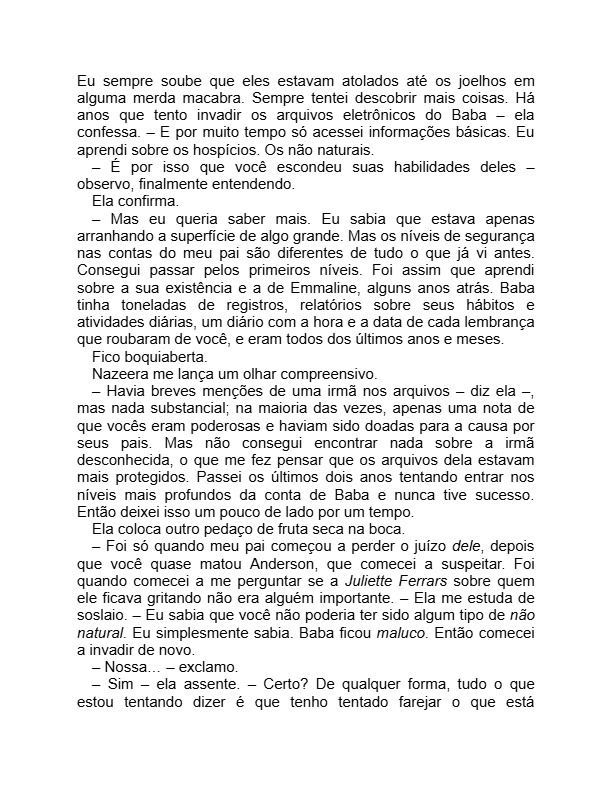 Eu sempre soube que eles estavam atolados até os joelhos em
alguma merda macabra. Sempre tentei descobrir mais coisas. Há
anos que tento invadir os arquivos eletrônicos do Baba – ela
confessa. – E por muito tempo só acessei informações básicas. Eu
aprendi sobre os hospícios. Os não naturais.
– É por isso que você escondeu suas habilidades deles –
observo, finalmente entendendo.
Ela confirma.
– Mas eu queria saber mais. Eu sabia que estava apenas
arranhando a superfície de algo grande. Mas os níveis de segurança
nas contas do meu pai são diferentes de tudo o que já vi antes.
Consegui passar pelos primeiros níveis. Foi assim que aprendi
sobre a sua existência e a de Emmaline, alguns anos atrás. Baba
tinha toneladas de registros, relatórios sobre seus hábitos e
atividades diárias, um diário com a hora e a data de cada lembrança
que roubaram de você, e eram todos dos últimos anos e meses.
Fico boquiaberta.
Nazeera me lança um olhar compreensivo.
– Havia breves menções de uma irmã nos arquivos – diz ela –,
mas nada substancial; na maioria das vezes, apenas uma nota de
que vocês eram poderosas e haviam sido doadas para a causa por
seus pais. Mas não consegui encontrar nada sobre a irmã
desconhecida, o que me fez pensar que os arquivos dela estavam
mais protegidos. Passei os últimos dois anos tentando entrar nos
níveis mais profundos da conta de Baba e nunca tive sucesso.
Então deixei isso um pouco de lado por um tempo.
Ela coloca outro pedaço de fruta seca na boca.
– Foi só quando meu pai começou a perder o juízo dele, depois
que você quase matou Anderson, que comecei a suspeitar. Foi
quando comecei a me perguntar se a Juliette Ferrars sobre quem
ele ficava gritando não era alguém importante. – Ela me estuda de
soslaio. – Eu sabia que você não poderia ter sido algum tipo de não
natural. Eu simplesmente sabia. Baba ficou maluco. Então comecei
a invadir de novo.
– Nossa… – exclamo.
– Sim – ela assente. – Certo? De qualquer forma, tudo o que
estou tentando dizer é que tenho tentado farejar o que está